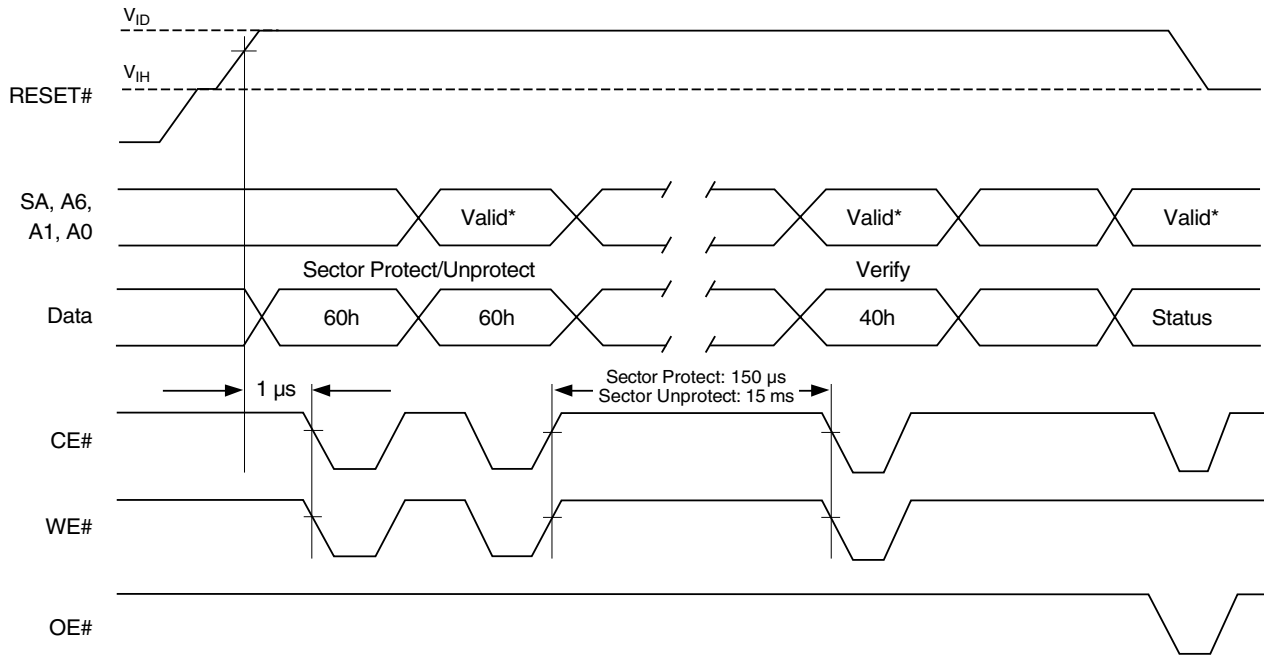 VID
VIH
RESET#
SA, A6,
A1, A0
Valid*
Valid*
Valid*
Sector Protect/Unprotect
Verify
Data
60h
60h
40h
Status
1 µs
Sector Protect: 150 µs
Sector Unprotect: 15 ms
CE#
WE#
OE#